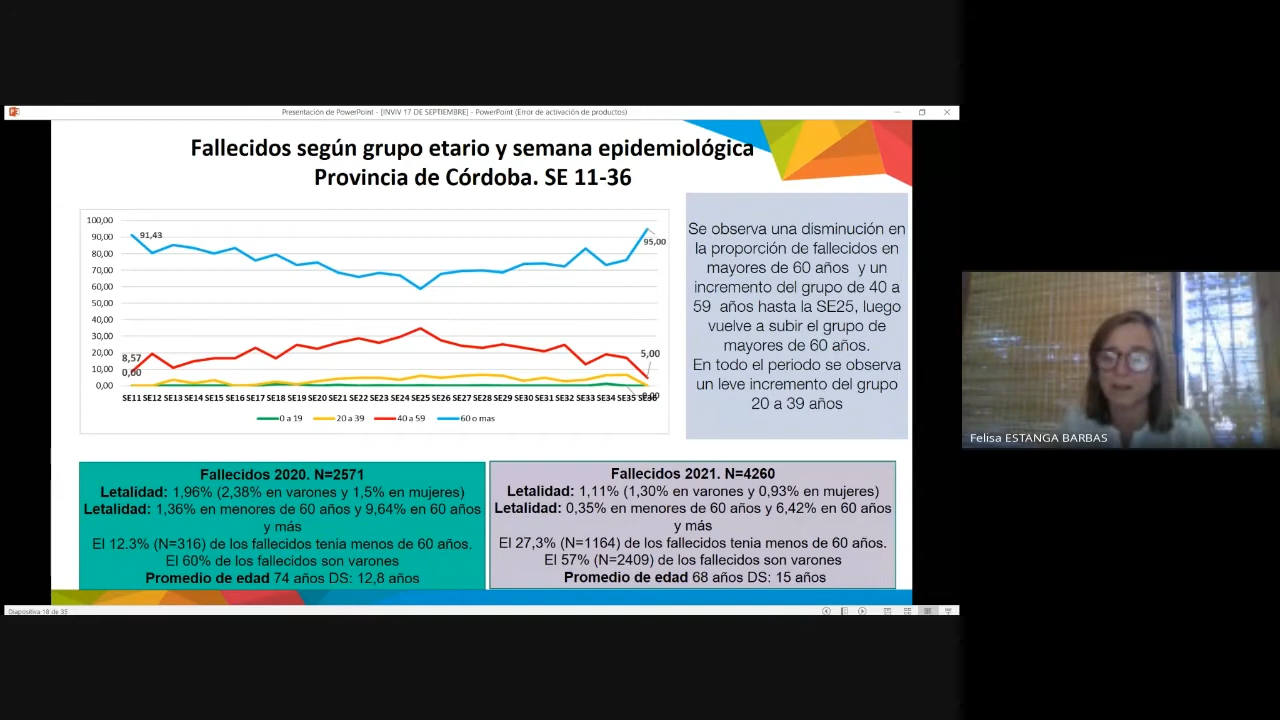 Presentación de PowerPoint - [INVIV 17 DE SEPTIEMBRE] - PowerPoint (Error de activación de productos)
Fallecidos según grupo etario y semana epidemiológica
Provincia de Córdoba. SE 11-36
100,00
90,00
80,00
70,00
60,00
50,00
40,00
30,00
20,00
10,00
0,00
91,43
95,00
8,57
0,00
5,00
0,00
SE11 SE12 SE13 SE14 SE15 SE16 SE17 SE18 SE19 SE20 SE21 SE22 SE23 SE24 SE25 SE26 SE27 SE28 SE29 SE30 SE31 SE32 SE33 SE34 SE35 SE36
0 a 19 20 a 39 40 a 59 60 o mas
Se observa una disminución en
la proporción de fallecidos en
mayores de 60 años y un
incremento del grupo de 40 a
59 años hasta la SE25, luego
vuelve a subir el grupo de
mayores de 60 años.
En todo el periodo se observa
un leve incremento del grupo
20 a 39 años
Fallecidos 2020. N=2571
Letalidad: 1,96% (2,38% en varones y 1,5% en mujeres)
Letalidad: 1,36% en menores de 60 años y 9,64% en 60 años
y más
El 12.3% (N=316) de los fallecidos tenia menos de 60 años.
El 60% de los fallecidos son varones
Promedio de edad 74 años DS: 12,8 años
Fallecidos 2021. N=4260
Letalidad: 1,11% (1,30% en varones y 0,93% en mujeres)
Letalidad: 0,35% en menores de 60 años y 6,42% en 60 años
y más
El 27,3% (N=1164) de los fallecidos tenia menos de 60 años.
El 57% (N=2409) de los fallecidos son varones
Promedio de edad 68 años DS: 15 años
Diapositiva 18 de 35
Felisa ESTANGA BARBAS